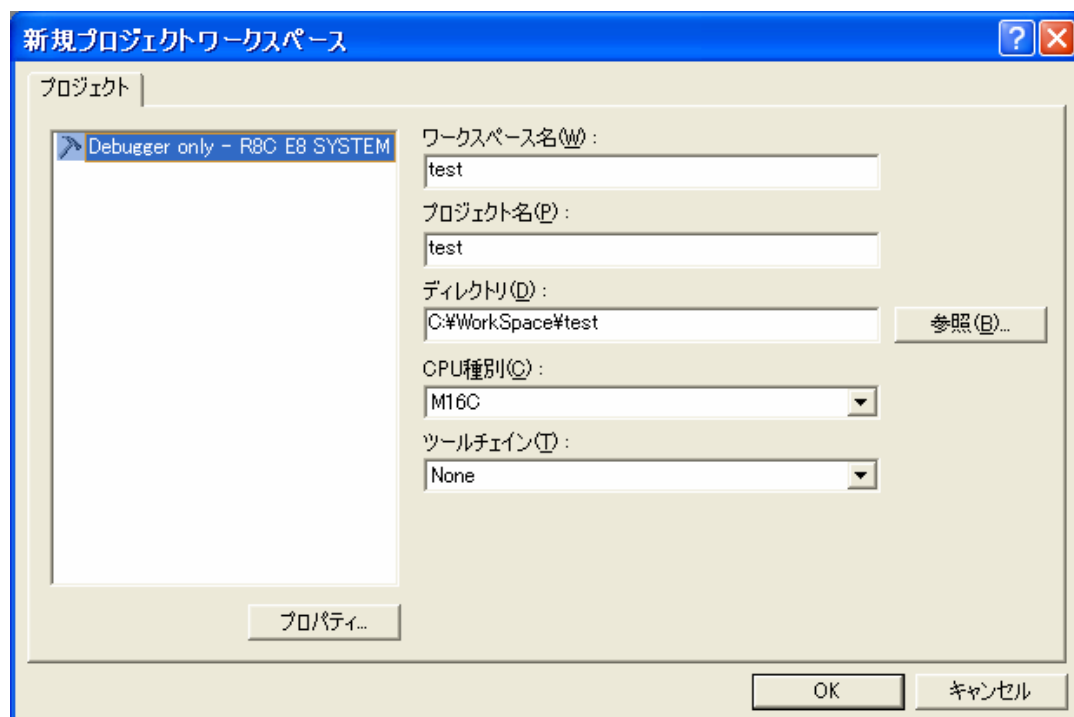 新規プロジェクトワークスペース
プロジェクト
Debugger only - R8C E8 SYSTEM
ワークスペース名(W):
test
プロジェクト名(P):
test
ディレクトリ(D):
C:¥WorkSpace¥test
参照(B)...
CPU種別(C):
M16C
ツールチェイン(T):
None
プロパティ...
OK
キャンセル